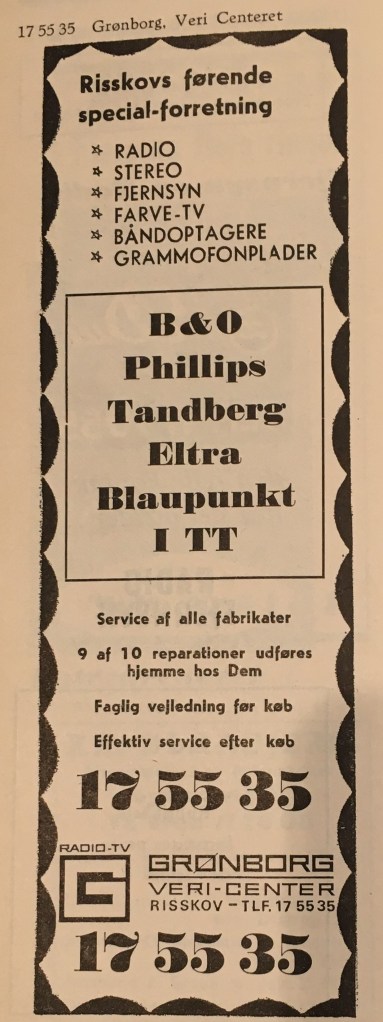 17 55 35 Grønborg, Veri Centeret
Risskovs førende
special-forretning
RADIO
STEREO
FJERNSYN
FARVE-TV
BÅNDOPTAGERE
GRAMMOFONPLADER
B&O
Phillips
Tandberg
Eltra
Blaupunkt
I TT
Service af alle fabrikater
9 af 10 reparationer udføres
hjemme hos Dem
Faglig vejledning før køb
Effektiv service efter køb
17 55 35
RADIO-TV
G
GRØNBORG
VERI-CENTER
RISSKOV - TLF. 17 55 35
17 55 35